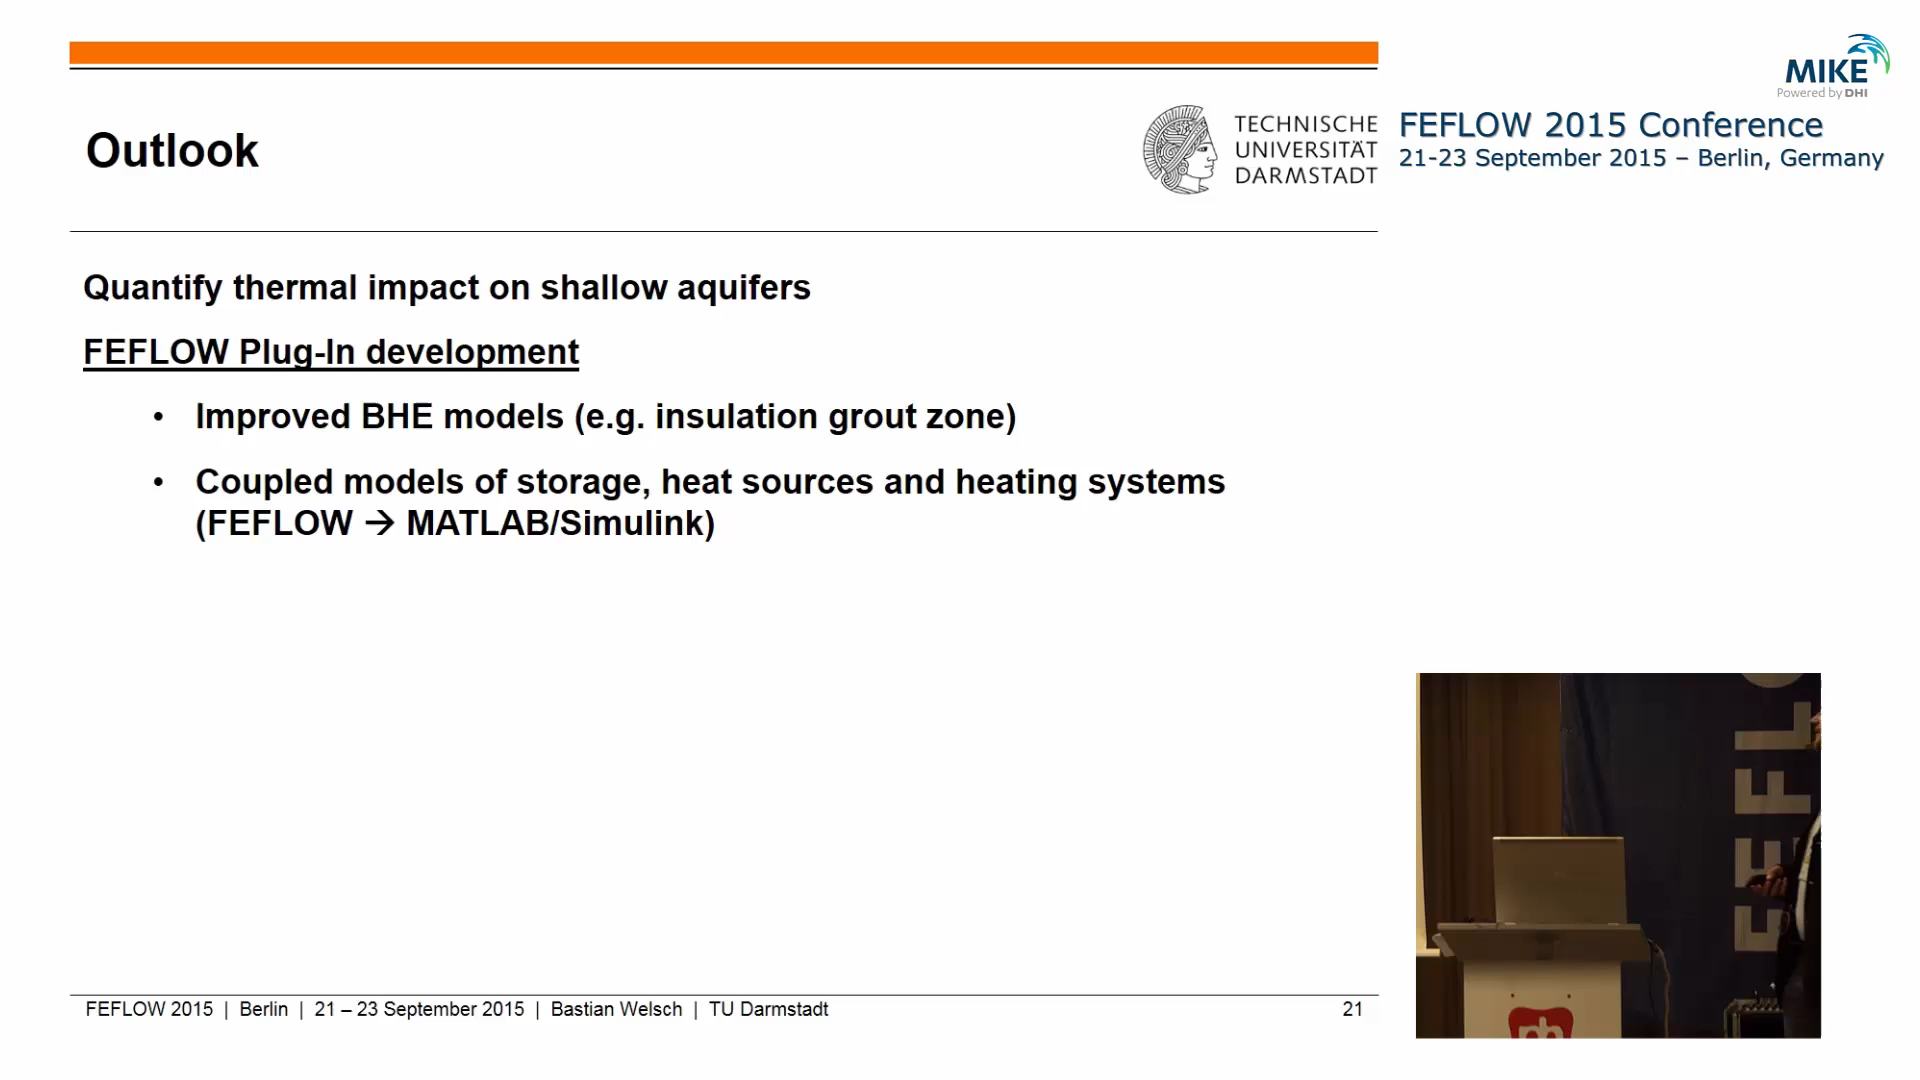 MIKE
Powered by DHI
Outlook
TECHNISCHE
UNIVERSITÄT
DARMSTADT
FEFLOW 2015 Conference
21-23 September 2015 – Berlin, Germany
Quantify thermal impact on shallow aquifers
FEFLOW Plug-In development
• Improved BHE models (e.g. insulation grout zone)
• Coupled models of storage, heat sources and heating systems
(FEFLOW → MATLAB/Simulink)
FEFLO
FEFLOW 2015 | Berlin | 21 – 23 September 2015 | Bastian Welsch | TU Darmstadt
21